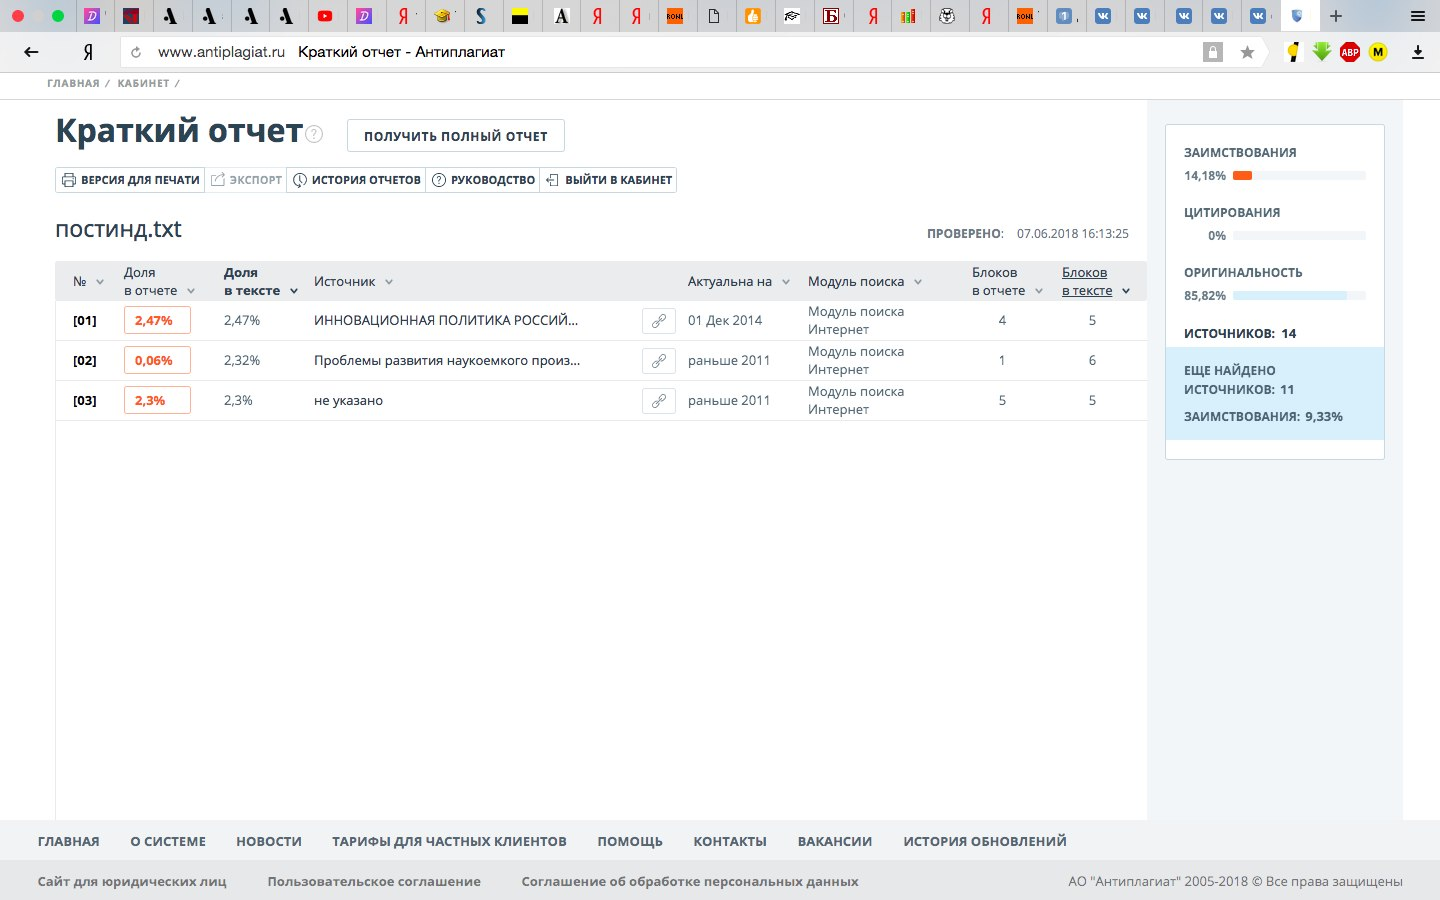 www.antiplagiat.ru Краткий отчет - Антиплагиат
ABP
M
ГЛАВНАЯ / КАБИНЕТ /
Краткий отчет ?
ПОЛУЧИТЬ ПОЛНЫЙ ОТЧЕТ
ВЕРСИЯ ДЛЯ ПЕЧАТИ ЭКСПОРТ ИСТОРИЯ ОТЧЕТОВ РУКОВОДСТВО ВЫЙТИ В КАБИНЕТ
постинд.txt
ПРОВЕРЕНО: 07.06.2018 16:13:25
№ Доля в отчете Доля в тексте Источник Актуальна на Модуль поиска Блоков в отчете Блоков в тексте
[01] 2,47% 2,47% ИННОВАЦИОННАЯ ПОЛИТИКА РОССИЙ... 01 Дек 2014 Модуль поиска Интернет 4 5
[02] 0,06% 2,32% Проблемы развития наукоемкого произ... раньше 2011 Модуль поиска Интернет 1 6
[03] 2,3% 2,3% не указано раньше 2011 Модуль поиска Интернет 5 5
ЗАИМСТВОВАНИЯ
14,18%
ЦИТИРОВАНИЯ
0%
ОРИГИНАЛЬНОСТЬ
85,82%
ИСТОЧНИКОВ: 14
ЕЩЕ НАЙДЕНО
ИСТОЧНИКОВ: 11
ЗАИМСТВОВАНИЯ: 9,33%
ГЛАВНАЯ О СИСТЕМЕ НОВОСТИ ТАРИФЫ ДЛЯ ЧАСТНЫХ КЛИЕНТОВ ПОМОЩЬ КОНТАКТЫ ВАКАНСИИ ИСТОРИЯ ОБНОВЛЕНИЙ
Сайт для юридических лиц Пользовательское соглашение Соглашение об обработке персональных данных АО "Антиплагиат" 2005-2018 © Все права защищены